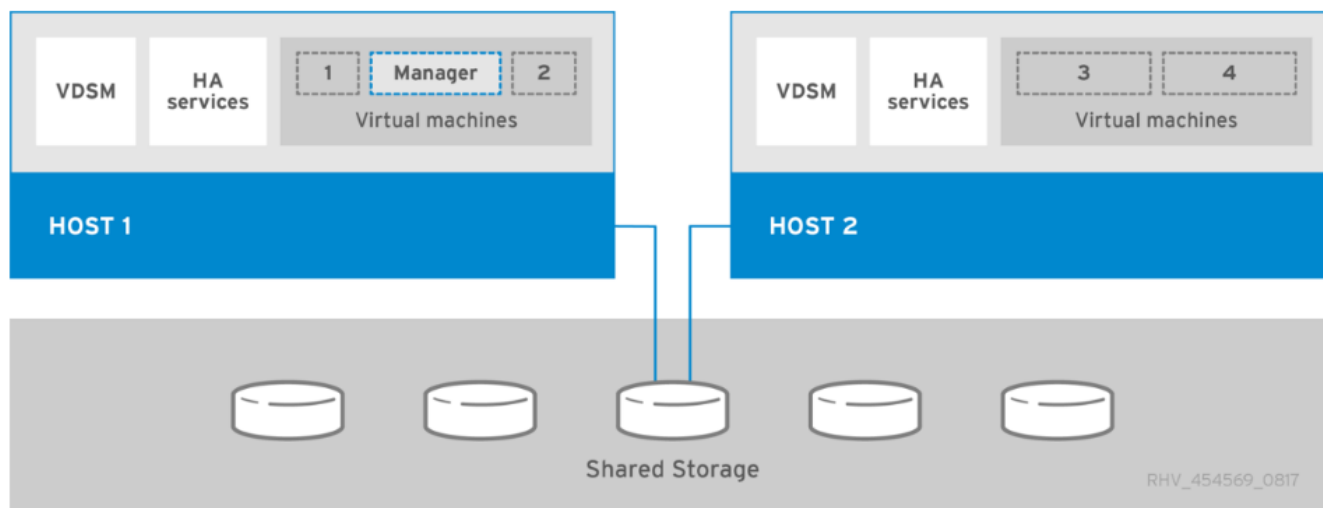 VDSM
HA
services
1
Manager
2
Virtual machines
HOST 1
VDSM
HA
services
3
4
Virtual machines
HOST 2
Shared Storage
RHV_454569_0817